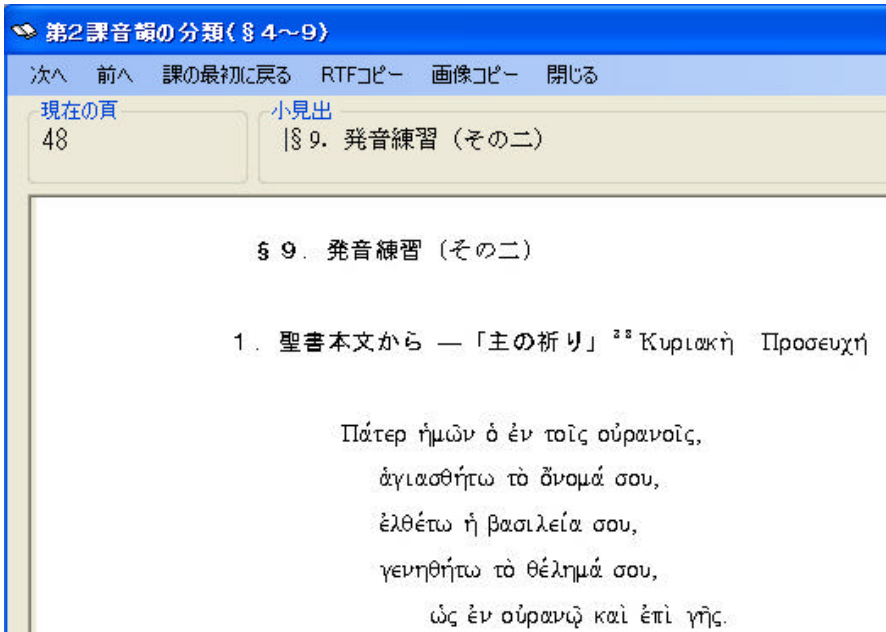 第2課音韻の分類(§4～9)
次へ 前へ 課の最初に戻る RTFコピー 画像コピー 閉じる
現在の頁
48
小見出
§9．発音練習（その二）
§9．発音練習（その二）
1．聖書本文から ―「主の祈り」²⁸Κυριακὴ Προσευχή
Πάτερ ἡμῶν ὁ ἐν τοῖς οὐρανοῖς,
ἁγιασθήτω τὸ ὄνομά σου,
ἐλθέτω ἡ βασιλεία σου,
γενηθήτω τὸ θέλημά σου,
ὡς ἐν οὐρανῷ καὶ ἐπὶ γῆς.